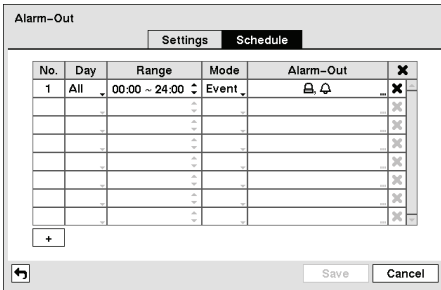 Alarm-Out
Settings Schedule
No. Day Range Mode Alarm-Out
1 All 00:00 ~ 24:00 Event , ...
+
Save Cancel